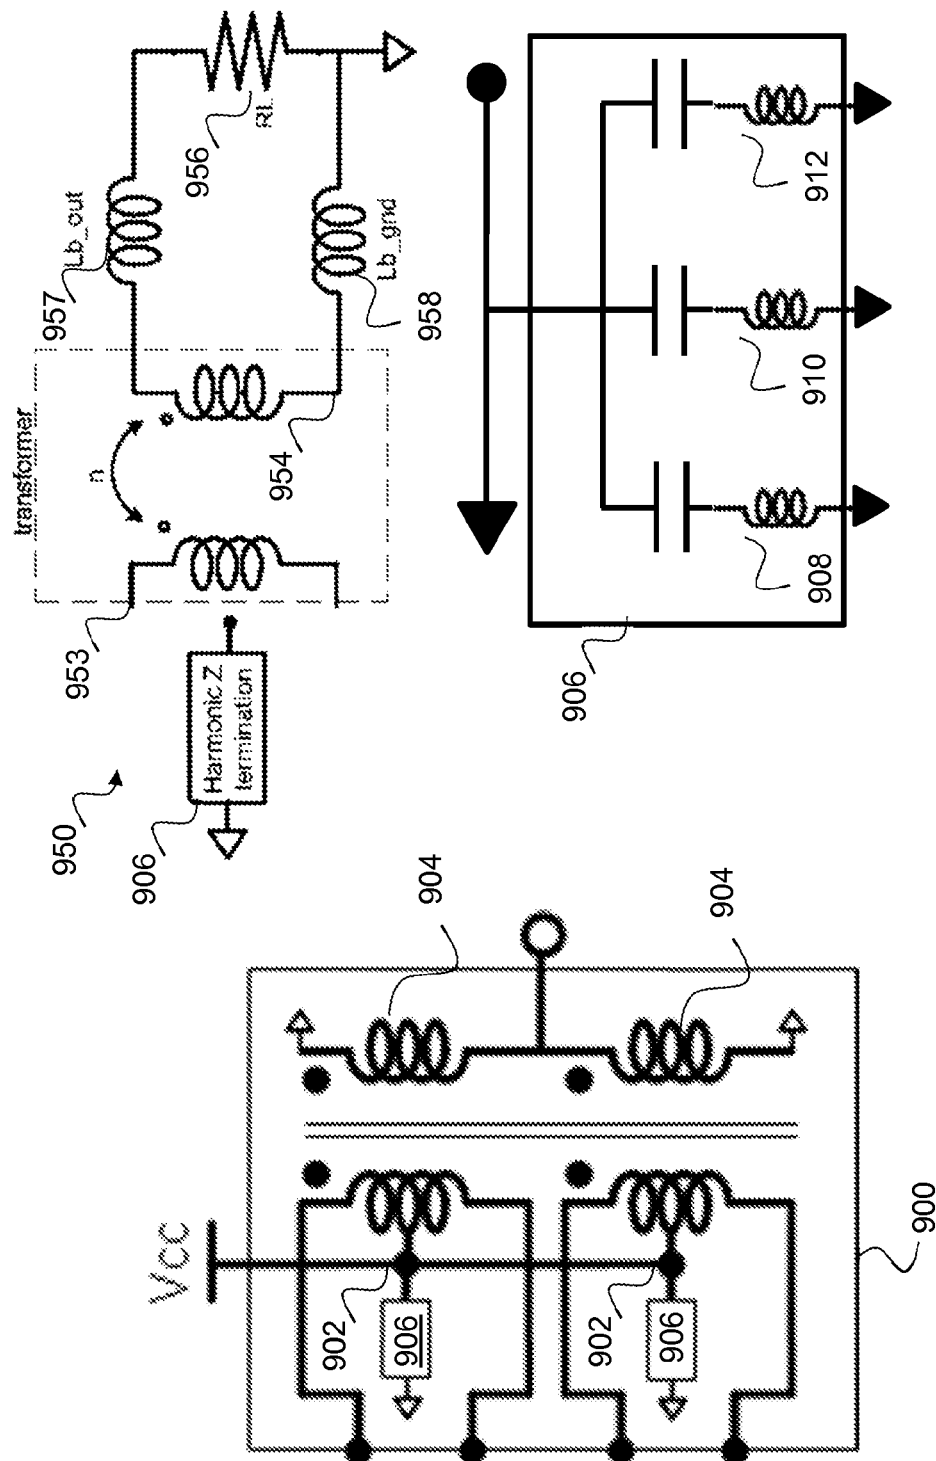 transformer
n
953
954
957
Lb_out
956
RL
Lb_gnd
958
950
906
Harmonic Z
termination
906
908
910
912
Vcc
902
906
902
906
904
904
900